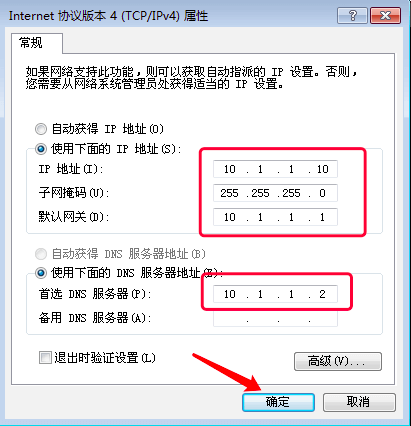 Internet 协议版本 4 (TCP/IPv4) 属性
常规
如果网络支持此功能，则可以获取自动指派的 IP 设置。否则，
您需要从网络系统管理员处获得适当的 IP 设置。
自动获得 IP 地址(O)
使用下面的 IP 地址(S):
IP 地址(I): 10 . 1 . 1 . 10
子网掩码(U): 255 .255 .255 . 0
默认网关(D): 10 . 1 . 1 . 1
自动获得 DNS 服务器地址(B)
使用下面的 DNS 服务器地址(E):
首选 DNS 服务器(P): 10 . 1 . 1 . 2
备用 DNS 服务器(A): . . .
退出时验证设置(L)
高级(V)...
确定 取消